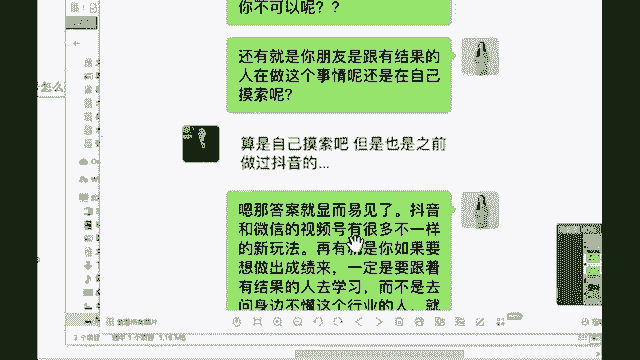 你不可以呢？？
还有就是你朋友是跟有结果的
人在做这个事情呢还是在自己
摸索呢？
算是自己摸索吧 但是也是之前
做过抖音的...
嗯那答案就显而易见了。抖音
和微信的视频号有很多不一样
的新玩法。再有就是你如果要
想做出成绩来，一定是要跟着
有结果的人去学习，而不是去
问身边不懂这个行业的人，就